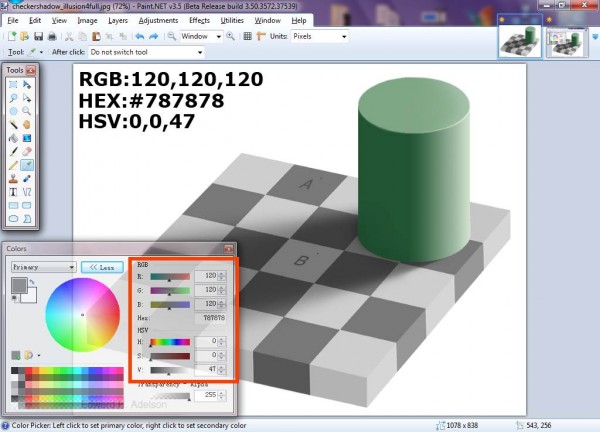 checkershadow_illusion4full.jpg (72%) - Paint.NET v3.5 (Beta Release build 3.50.3572.37539)
File Edit View Image Layers Adjustments Effects Utilities Window Help
Window Units: Pixels
Tool: After click: Do not switch tool
Tools
RGB:120,120,120
HEX:#787878
HSV:0,0,47
A
B
Colors
Primary << Less
RGB
R: 120
G: 120
B: 120
Hex: 787878
HSV
H: 0
S: 0
V: 47
Transparency - Alpha
255
Adelson
Color Picker: Left click to set primary color, right click to set secondary color 1078 x 838 543, 256